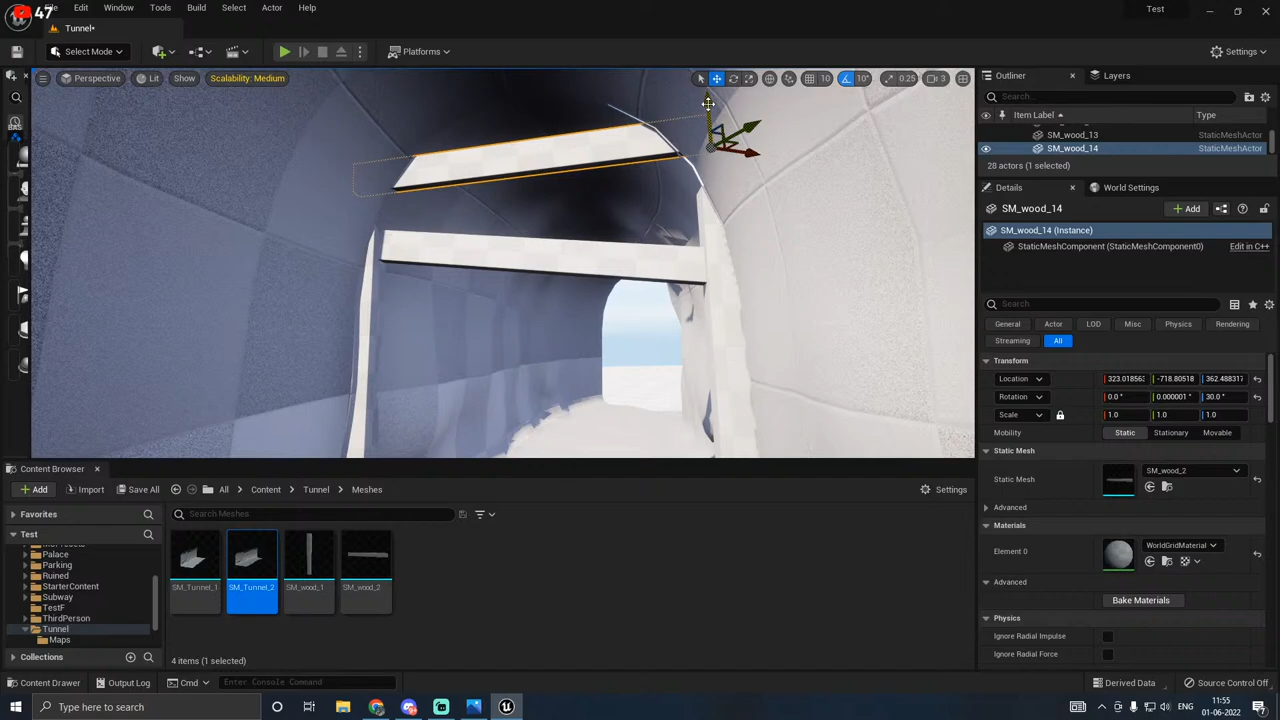 47
Edit Window Tools Build Select Actor Help
Test
Tunnel*
Select Mode
Platforms
Settings
Perspective Lit Show Scalability: Medium
10 10° 0.25 3
Outliner Layers
Search...
Item Label Type
SM_wood_13 StaticMeshActor
SM_wood_14 StaticMeshActor
28 actors (1 selected)
Details World Settings
SM_wood_14
Add
SM_wood_14 (Instance)
StaticMeshComponent (StaticMeshComponent0) Edit in C++
Search
General Actor LOD Misc Physics Rendering
Streaming All
Transform
Location 323.018563 -718.80518 362.488317
Rotation 0.0 ° 0.000001 ° 30.0 °
Scale 1.0 1.0 1.0
Mobility Static Stationary Movable
Static Mesh
Static Mesh SM_wood_2
Advanced
Materials
Element 0 WorldGridMaterial
Advanced
Bake Materials
Physics
Ignore Radial Impulse
Ignore Radial Force
Content Browser
Add Import Save All All Content Tunnel Meshes Settings
Favorites
Search Meshes
Test
Palace
Parking
Ruined
StarterContent
Subway
TestF
ThirdPerson
Tunnel
Maps
Collections
SM_Tunnel_1 SM_Tunnel_2 SM_wood_1 SM_wood_2
4 items (1 selected)
Content Drawer Output Log Cmd Enter Console Command
Derived Data Source Control Off
Type here to search
ENG
11:55
01-06-2022